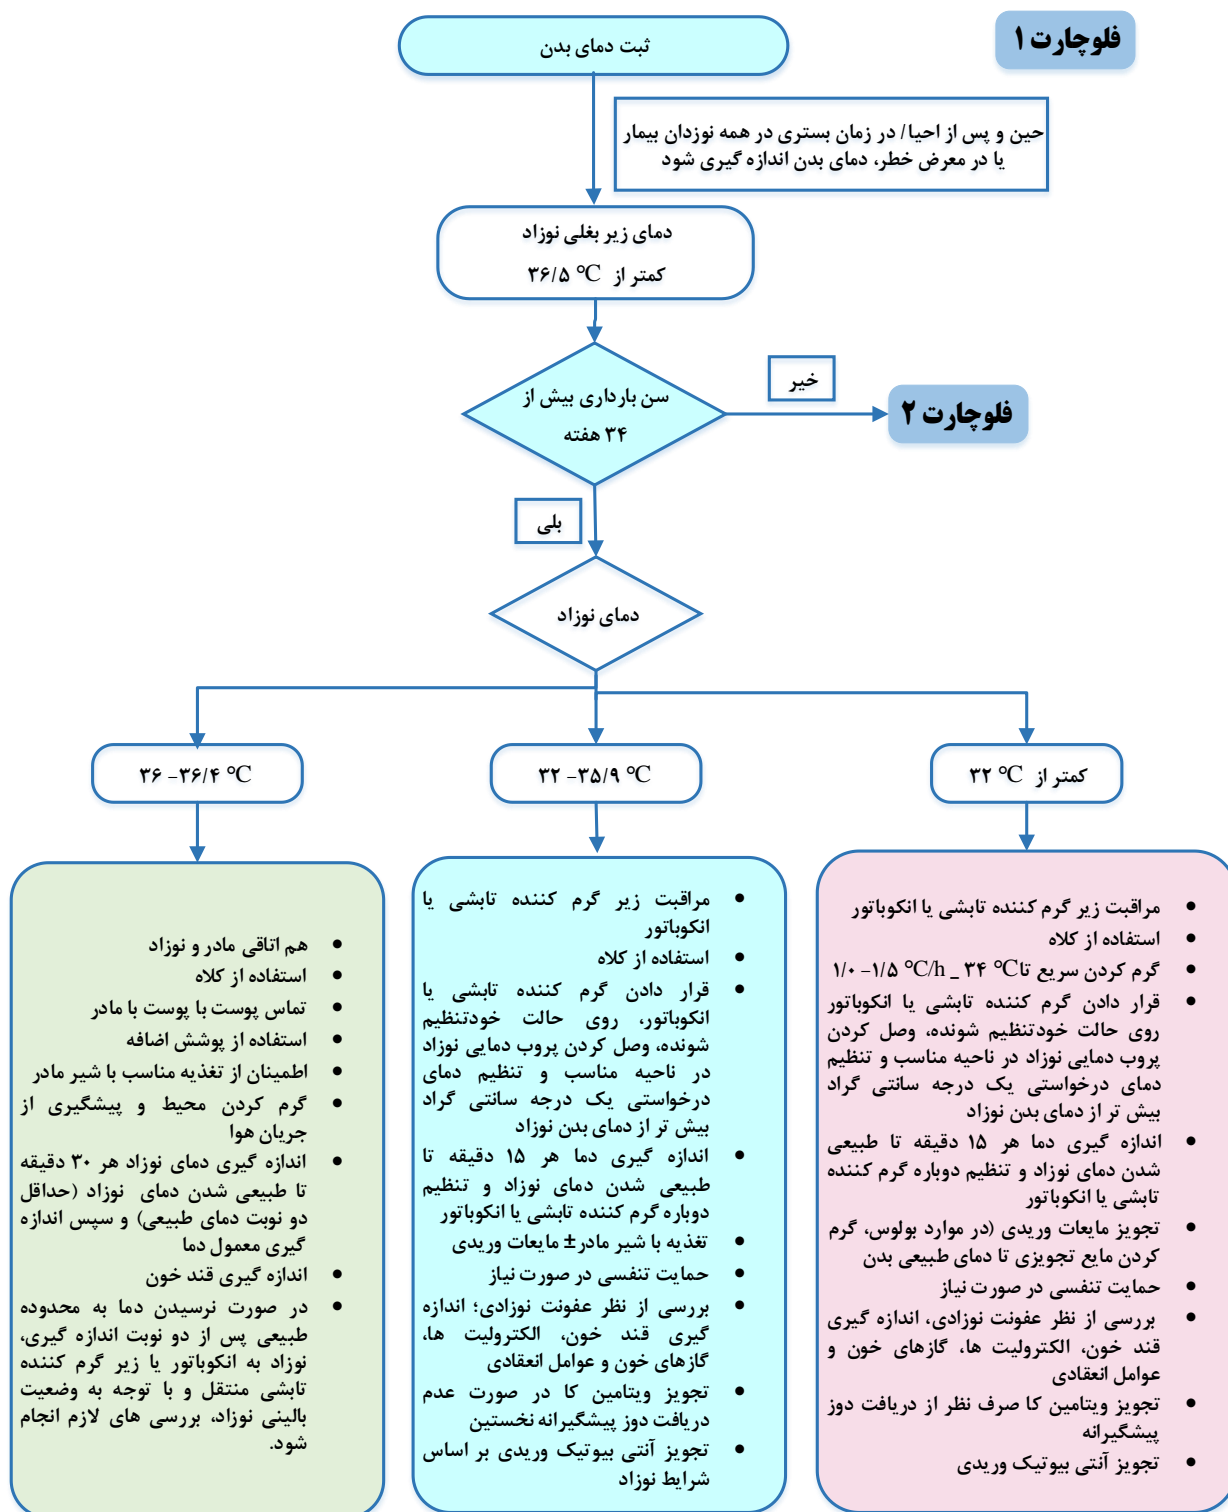 فلوچارت ۱
ثبت دمای بدن
حین و پس از احیا/ در زمان بستری در همه نوزدان بیمار
یا در معرض خطر، دمای بدن اندازه گیری شود
دمای زیر بغلی نوزاد
کمتر از ۳۶/۵ °C
سن بارداری بیش از
۳۴ هفته
خیر
فلوچارت ۲
بلی
دمای نوزاد
کمتر از ۳۲ °C
۳۲ -۳۵/۹ °C
۳۶ -۳۶/۴ °C
• مراقبت زیر گرم کننده تابشی یا انکوباتور
• استفاده از کلاه
• گرم کردن سریع تا ۳۴ °C _ ۱/۰ -۱/۵ °C/h
• قرار دادن گرم کننده تابشی یا انکوباتور
روی حالت خودتنظیم شونده، وصل کردن
پروب دمایی نوزاد در ناحیه مناسب و تنظیم
دمای درخواستی یک درجه سانتی گراد
بیش تر از دمای بدن نوزاد
• اندازه گیری دما هر ۱۵ دقیقه تا طبیعی
شدن دمای نوزاد و تنظیم دوباره گرم کننده
تابشی یا انکوباتور
• تجویز مایعات وریدی (در موارد بولوس، گرم
کردن مایع تجویزی تا دمای طبیعی بدن
• حمایت تنفسی در صورت نیاز
• بررسی از نظر عفونت نوزادی، اندازه گیری
قند خون، الکترولیت ها، گازهای خون و
عوامل انعقادی
• تجویز ویتامین کا صرف نظر از دریافت دوز
پیشگیرانه
• تجویز آنتی بیوتیک وریدی
• مراقبت زیر گرم کننده تابشی یا
انکوباتور
• استفاده از کلاه
• قرار دادن گرم کننده تابشی یا
انکوباتور، روی حالت خودتنظیم
شونده، وصل کردن پروب دمایی نوزاد
در ناحیه مناسب و تنظیم دمای
درخواستی یک درجه سانتی گراد
بیش تر از دمای بدن نوزاد
• اندازه گیری دما هر ۱۵ دقیقه تا
طبیعی شدن دمای نوزاد و تنظیم
دوباره گرم کننده تابشی یا انکوباتور
• تغذیه با شیر مادر± مایعات وریدی
• حمایت تنفسی در صورت نیاز
• بررسی از نظر عفونت نوزادی؛ اندازه
گیری قند خون، الکترولیت ها،
گازهای خون و عوامل انعقادی
• تجویز ویتامین کا در صورت عدم
دریافت دوز پیشگیرانه نخستین
• تجویز آنتی بیوتیک وریدی بر اساس
شرایط نوزاد
• هم اتاقی مادر و نوزاد
• استفاده از کلاه
• تماس پوست با پوست با مادر
• استفاده از پوشش اضافه
• اطمینان از تغذیه مناسب با شیر مادر
• گرم کردن محیط و پیشگیری از
جریان هوا
• اندازه گیری دمای نوزاد هر ۳۰ دقیقه
تا طبیعی شدن دمای نوزاد (حداقل
دو نوبت دمای طبیعی) و سپس اندازه
گیری معمول دما
• اندازه گیری قند خون
• در صورت نرسیدن دما به محدوده
طبیعی پس از دو نوبت اندازه گیری،
نوزاد به انکوباتور یا زیر گرم کننده
تابشی منتقل و با توجه به وضعیت
بالینی نوزاد، بررسی های لازم انجام
شود.